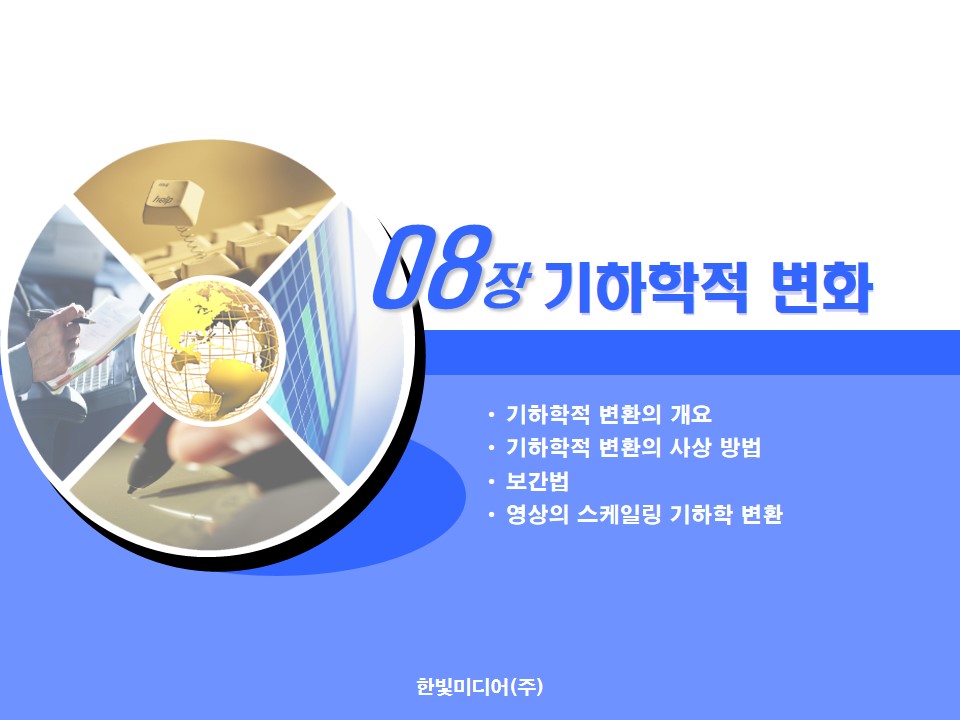 help
08장 기하학적 변화
• 기하학적 변환의 개요
• 기하학적 변환의 사상 방법
• 보간법
• 영상의 스케일링 기하학 변환
한빛미디어(주)